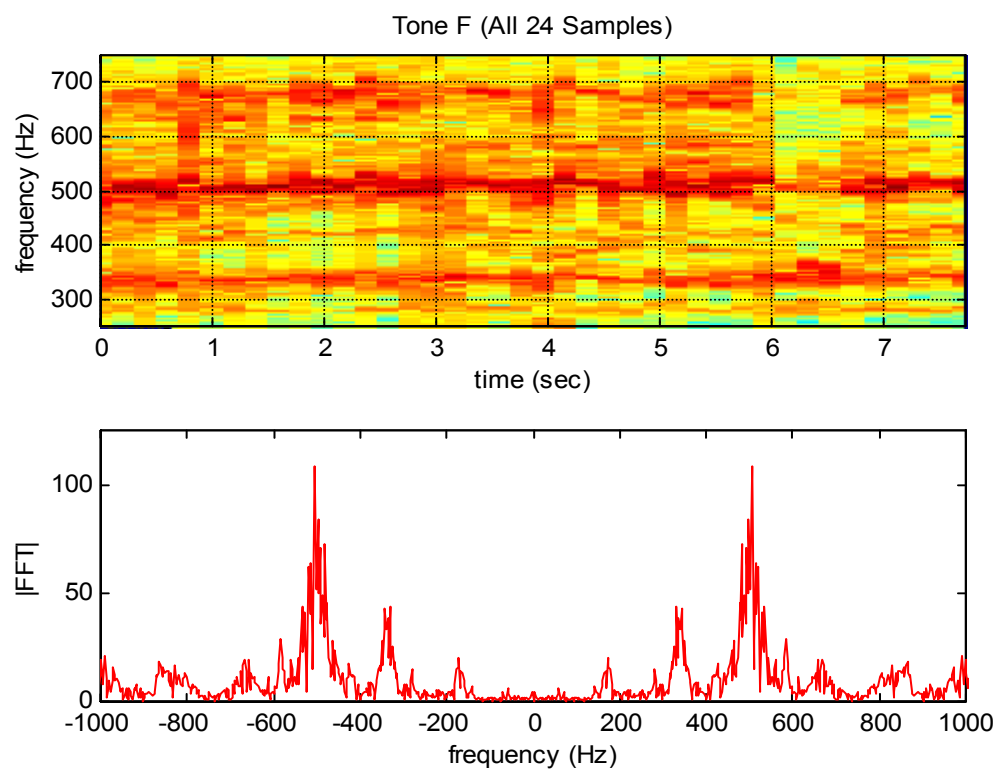 Tone F (All 24 Samples)
700
600
500
400
300
frequency (Hz)
0 1 2 3 4 5 6 7
time (sec)
100
50
0
|FFT|
-1000 -800 -600 -400 -200 0 200 400 600 800 1000
frequency (Hz)